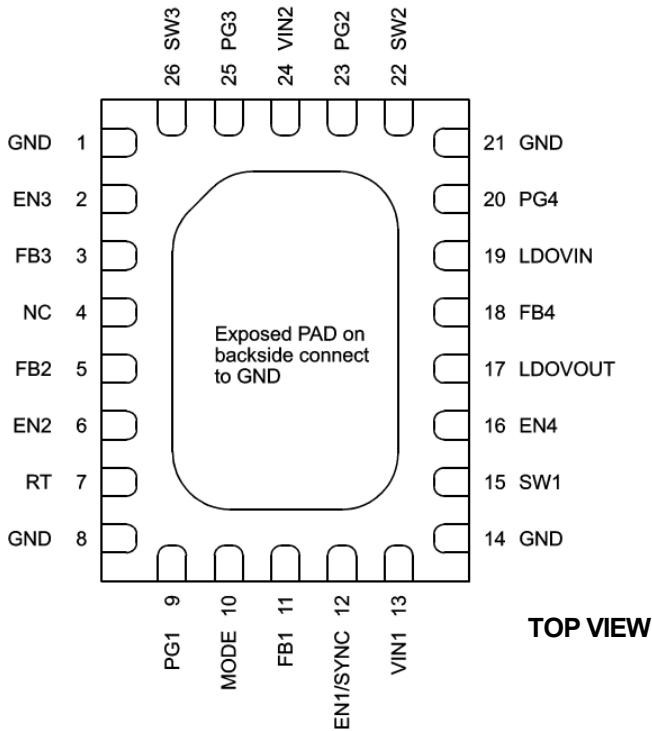 26 SW3
25 PG3
24 VIN2
23 PG2
22 SW2
GND 1
EN3 2
FB3 3
NC 4
FB2 5
EN2 6
RT 7
GND 8
21 GND
20 PG4
19 LDOVIN
18 FB4
17 LDOVOUT
16 EN4
15 SW1
14 GND
Exposed PAD on
backside connect
to GND
PG1 9
MODE 10
FB1 11
EN1/SYNC 12
VIN1 13
TOP VIEW